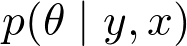 p(θ | y, x)